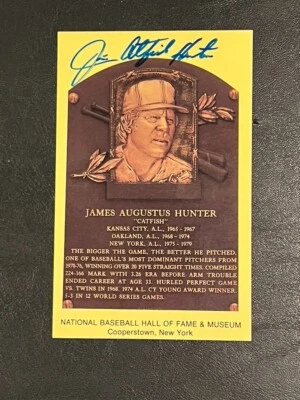 Jim "Catfish" Hunter
JAMES AUGUSTUS HUNTER
"CATFISH"
KANSAS CITY, A.L., 1965-1967
OAKLAND, A.L., 1968-1974
NEW YORK, A.L., 1975-1979
THE BIGGER THE GAME, THE BETTER HE PITCHED.
ONE OF BASEBALL'S MOST DOMINANT PITCHERS FROM
1970-76, WINNING OVER 20 FIVE STRAIGHT TIMES. COMPILED
224-166 MARK WITH 3.26 ERA BEFORE ARM TROUBLE
ENDED CAREER AT AGE 33. HURLED PERFECT GAME
VS. TWINS IN 1968. 1974 A.L. CY YOUNG AWARD WINNER.
5-3 IN 12 WORLD SERIES GAMES.
NATIONAL BASEBALL HALL OF FAME & MUSEUM
Cooperstown, New York